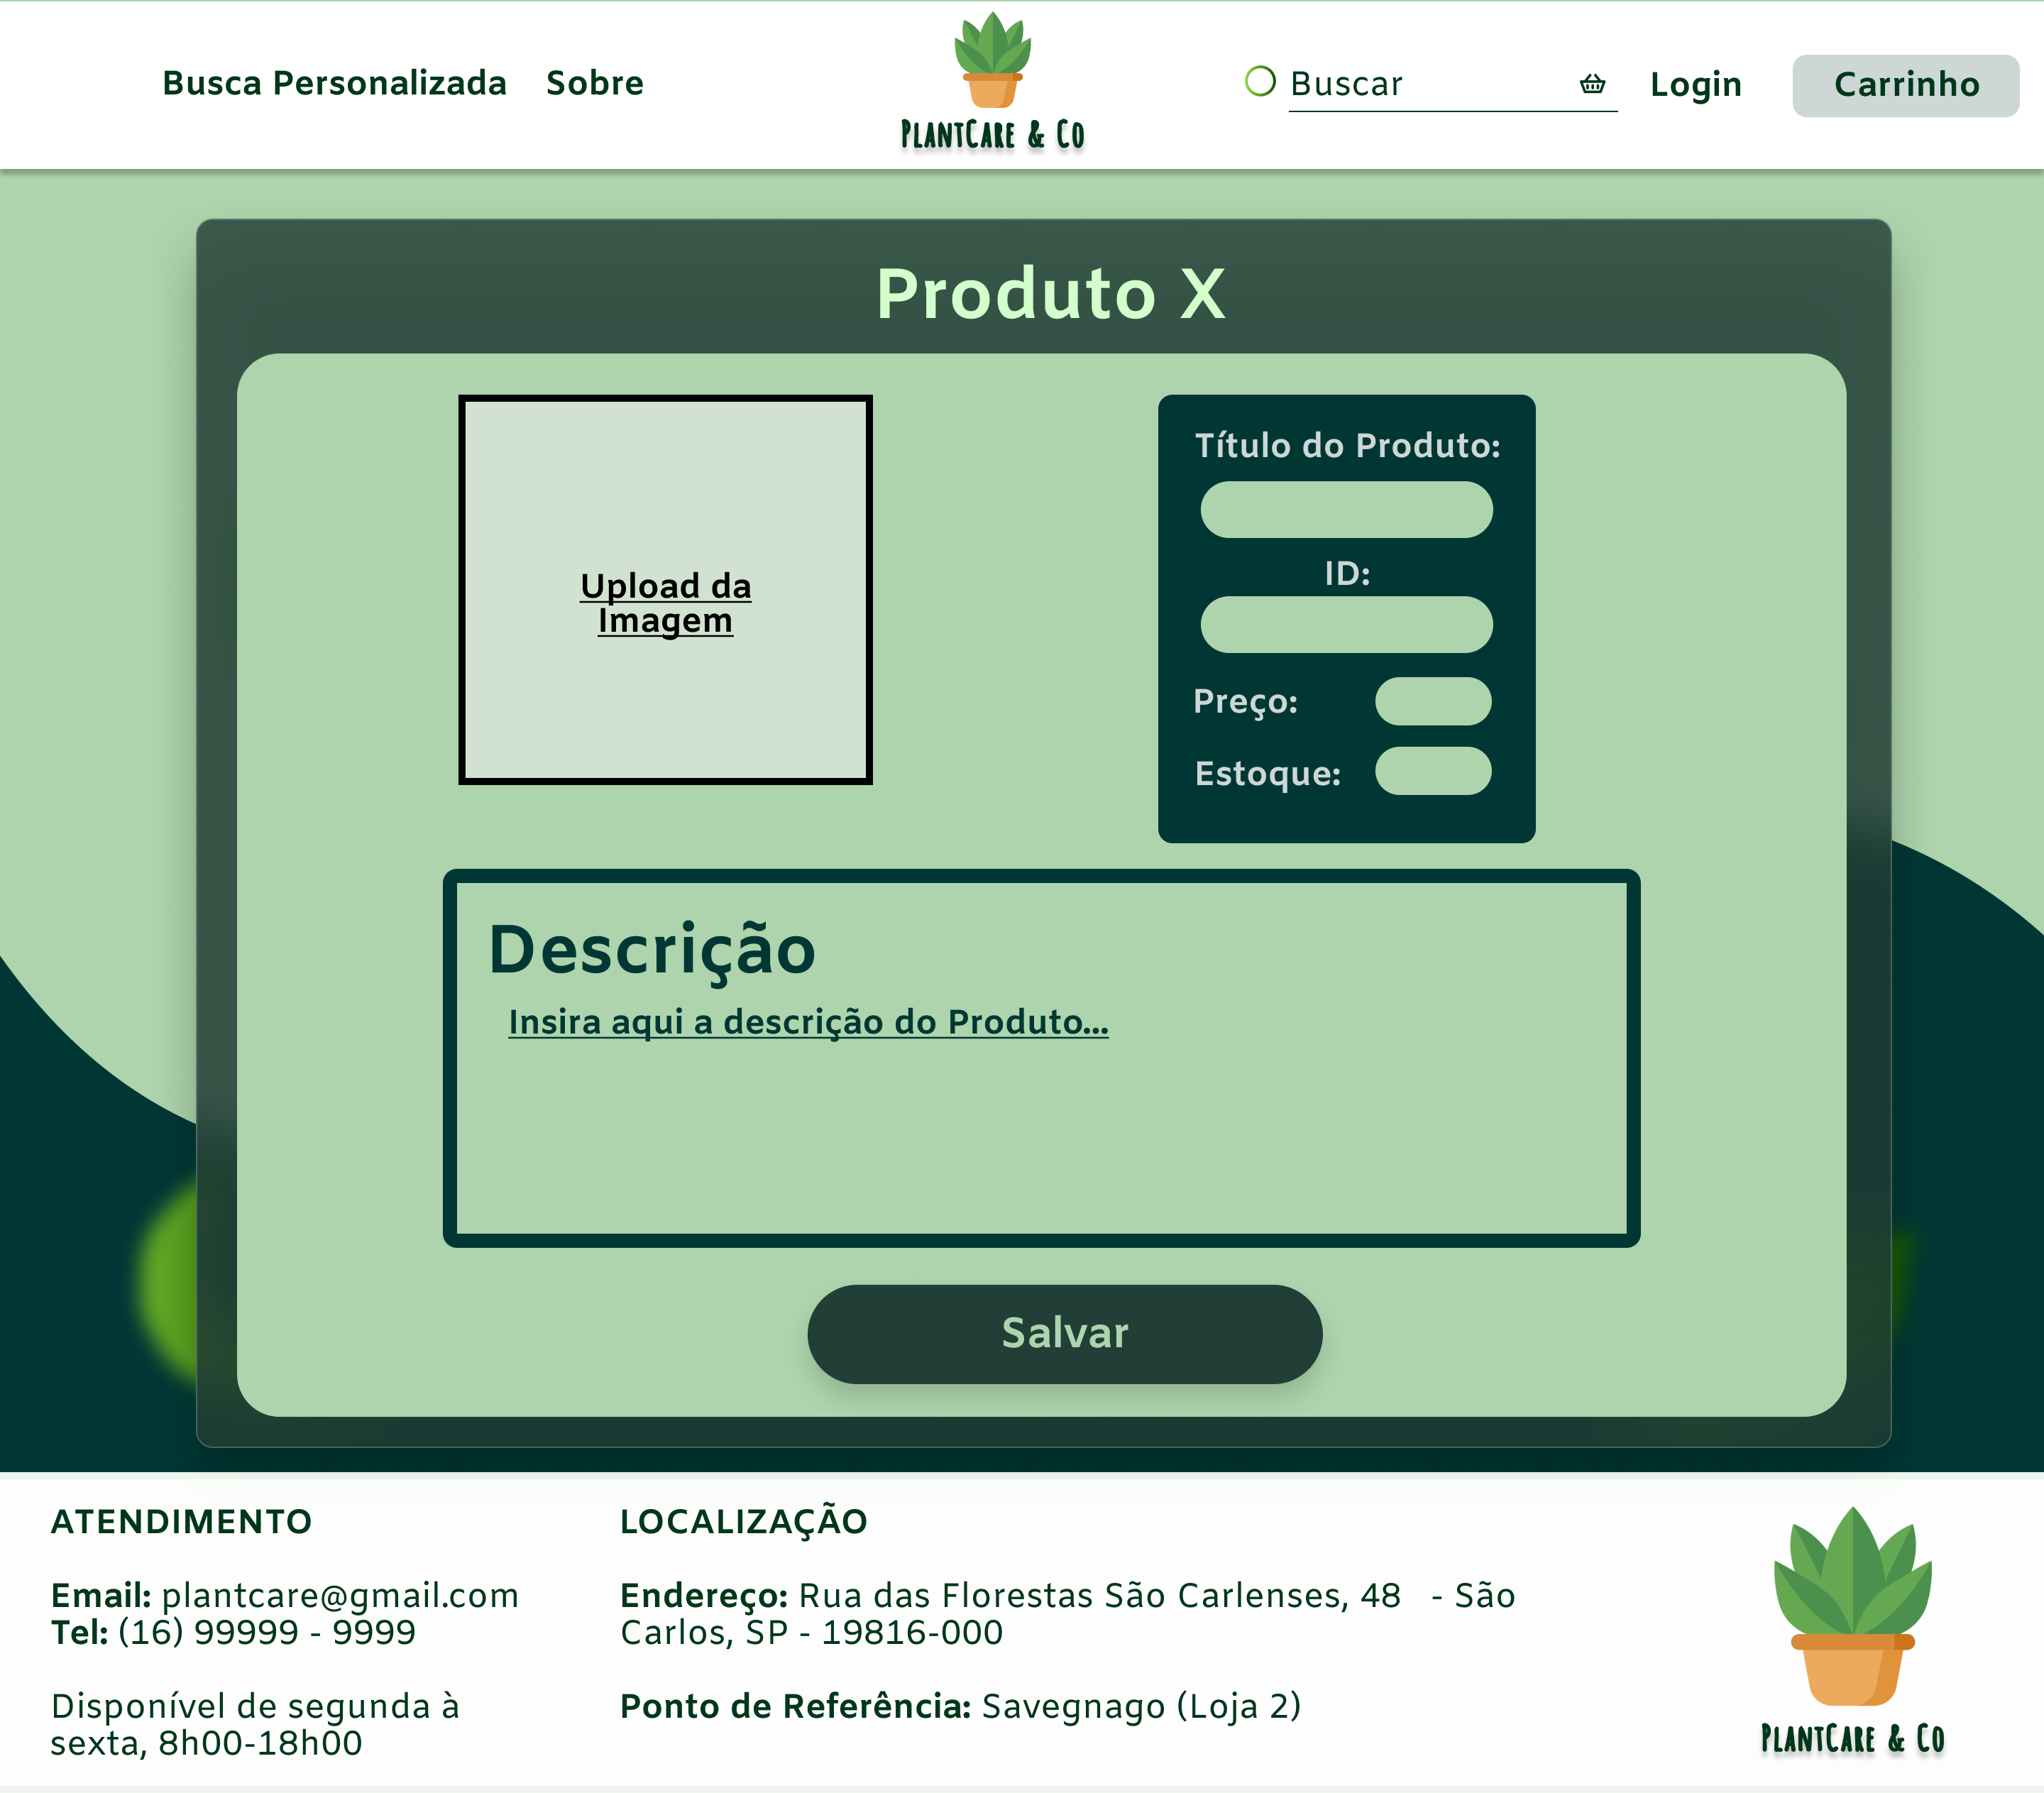 Busca Personalizada Sobre
PLANTCARE & CO
Buscar
Login
Carrinho
Produto X
Upload da
Imagem
Título do Produto:
ID:
Preço:
Estoque:
Descrição
Insira aqui a descrição do Produto...
Salvar
ATENDIMENTO
Email: plantcare@gmail.com
Tel: (16) 99999 - 9999
Disponível de segunda à
sexta, 8h00-18h00
LOCALIZAÇÃO
Endereço: Rua das Florestas São Carlenses, 48 - São
Carlos, SP - 19816-000
Ponto de Referência: Savegnago (Loja 2)
PLANTCARE & CO